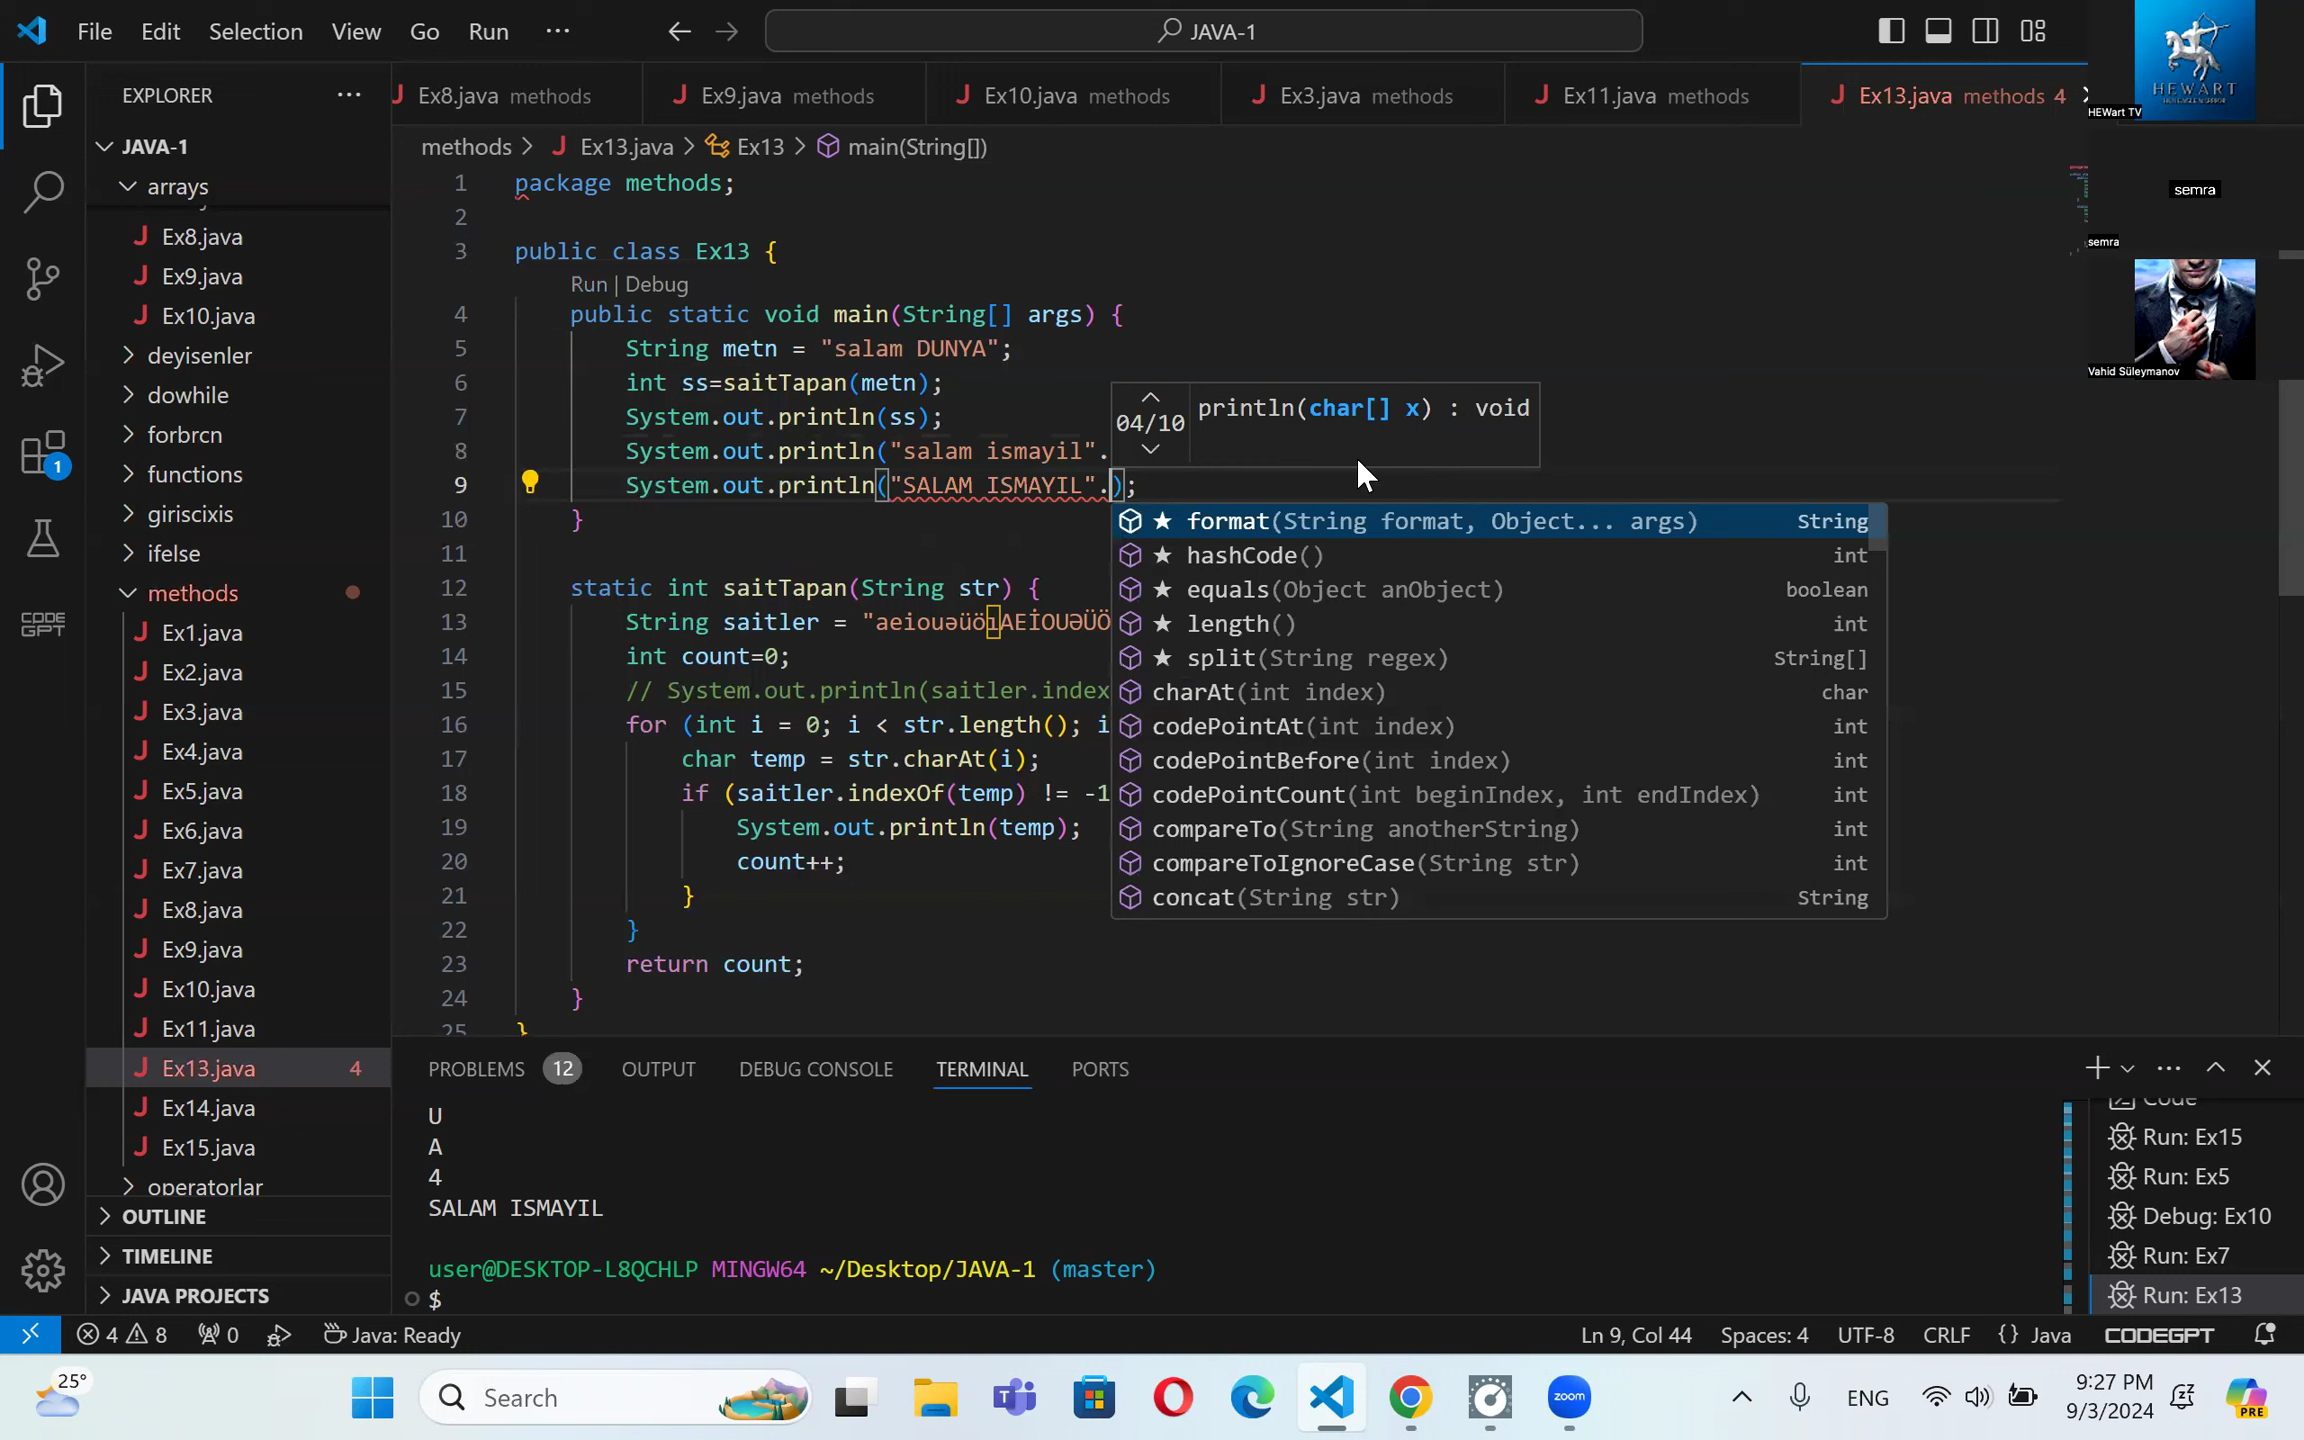 File Edit Selection View Go Run ··· JAVA-1
EXPLORER ···
Ex8.java methods Ex9.java methods Ex10.java methods Ex3.java methods Ex11.java methods Ex13.java methods 4
HEWART
HEWart TV
semra
semra
Vahid Süleymanov
JAVA-1
arrays
Ex8.java
Ex9.java
Ex10.java
deyisenler
dowhile
forbrcn
functions
giriscixis
ifelse
methods
Ex1.java
Ex2.java
Ex3.java
Ex4.java
Ex5.java
Ex6.java
Ex7.java
Ex8.java
Ex9.java
Ex10.java
Ex11.java
Ex13.java 4
Ex14.java
Ex15.java
operatorlar
OUTLINE
TIMELINE
JAVA PROJECTS
methods > Ex13.java > Ex13 > main(String[])
1 package methods;
2
3 public class Ex13 {
Run | Debug
4 public static void main(String[] args) {
5 String metn = "salam DUNYA";
6 int ss=saitTapan(metn);
7 System.out.println(ss);
8 System.out.println("salam ismayil".
9 System.out.println("SALAM ISMAYIL".);
10 }
11
12 static int saitTapan(String str) {
13 String saitler = "aeiouəüöıAEİOUƏÜÖ
14 int count=0;
15 // System.out.println(saitler.index
16 for (int i = 0; i < str.length(); i
17 char temp = str.charAt(i);
18 if (saitler.indexOf(temp) != -1
19 System.out.println(temp);
20 count++;
21 }
22 }
23 return count;
24 }
25 }
04/10 println(char[] x) : void
format(String format, Object... args) String
hashCode() int
equals(Object anObject) boolean
length() int
split(String regex) String[]
charAt(int index) char
codePointAt(int index) int
codePointBefore(int index) int
codePointCount(int beginIndex, int endIndex) int
compareTo(String anotherString) int
compareToIgnoreCase(String str) int
concat(String str) String
PROBLEMS 12 OUTPUT DEBUG CONSOLE TERMINAL PORTS
U
A
4
SALAM ISMAYIL
user@DESKTOP-L8QCHLP MINGW64 ~/Desktop/JAVA-1 (master)
$
Code
Run: Ex15
Run: Ex5
Debug: Ex10
Run: Ex7
Run: Ex13
1
CODE
GPT
4 8 0 Java: Ready Ln 9, Col 44 Spaces: 4 UTF-8 CRLF {} Java CODEGPT
25° Search zoom ENG 9:27 PM
9/3/2024
PRE